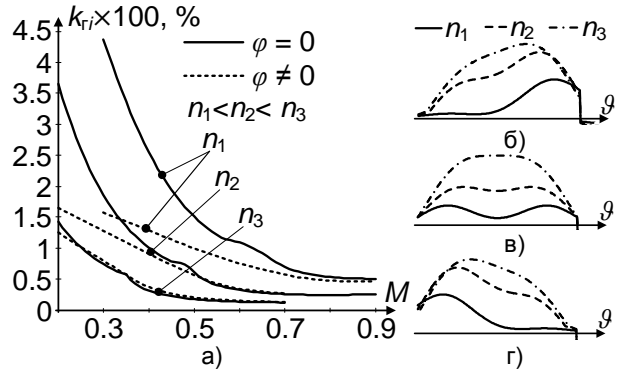 k_гi×100, %
4.5
4
3.5
3
2.5
2
1.5
1
0.5
0
φ = 0
φ ≠ 0
n₁<n₂< n₃
n₁
n₂
n₃
M
0.3 0.5 0.7 0.9
а)
n₁ n₂ n₃
ϑ
б)
ϑ
в)
ϑ
г)